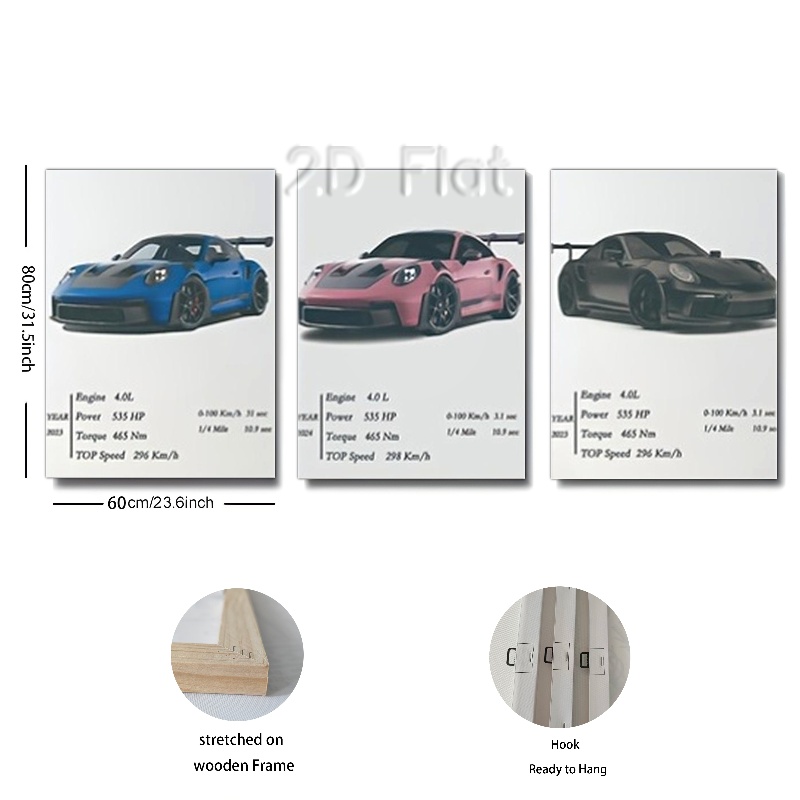 2D Flat
80cm/31.5inch
Engine 4.0L
Power 535 HP
Torque 465 Nm
TOP Speed 296 Km/h
YEAR
2023
0-100 Km/h 31 sec
1/4 Mile 10.9 sec
Engine 4.0 L
Power 535 HP
Torque 465 Nm
TOP Speed 298 Km/h
YEAR
2024
0-100 Km/h 3.1 sec
1/4 Mile 10.9 sec
Engine 4.0L
Power 535 HP
Torque 465 Nm
TOP Speed 296 Km/h
YEAR
2023
0-100 Km/h 3.1 sec
1/4 Mile 10.9 se
60cm/23.6inch
stretched on
wooden Frame
Hook
Ready to Hang